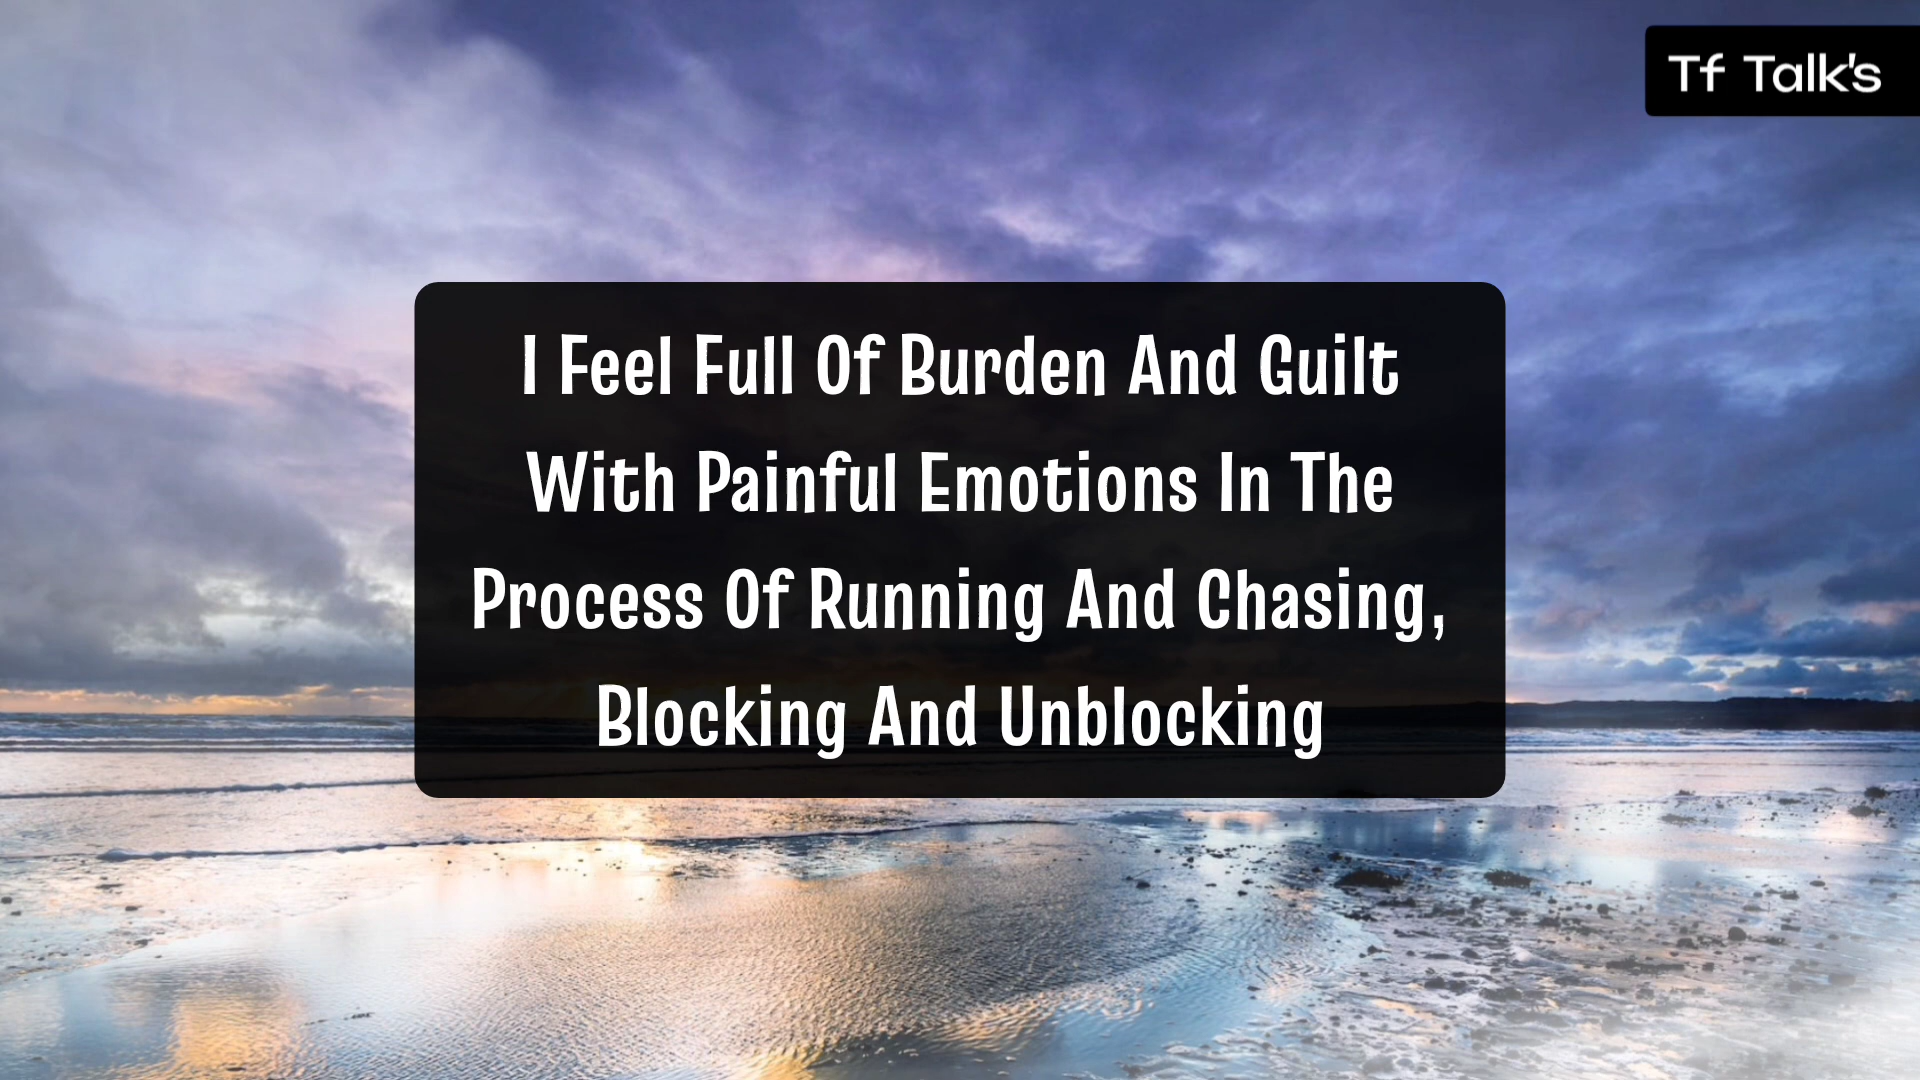 Tf Talk's
I Feel Full Of Burden And Guilt
With Painful Emotions In The
Process Of Running And Chasing,
Blocking And Unblocking